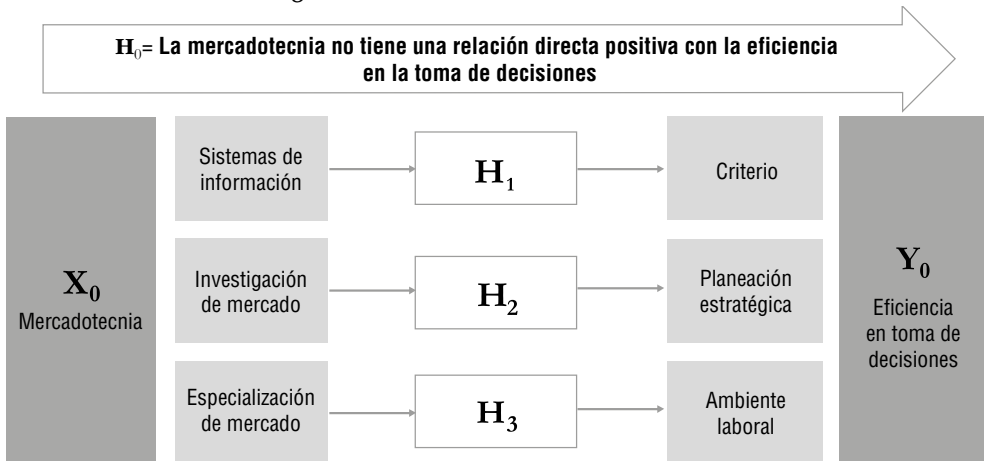 H₀= La mercadotecnia no tiene una relación directa positiva con la eficiencia
en la toma de decisiones
X₀
Mercadotecnia
Sistemas de
información
H₁
Criterio
Investigación
de mercado
H₂
Planeación
estratégica
Especialización
de mercado
H₃
Ambiente
laboral
Y₀
Eficiencia
en toma de
decisiones